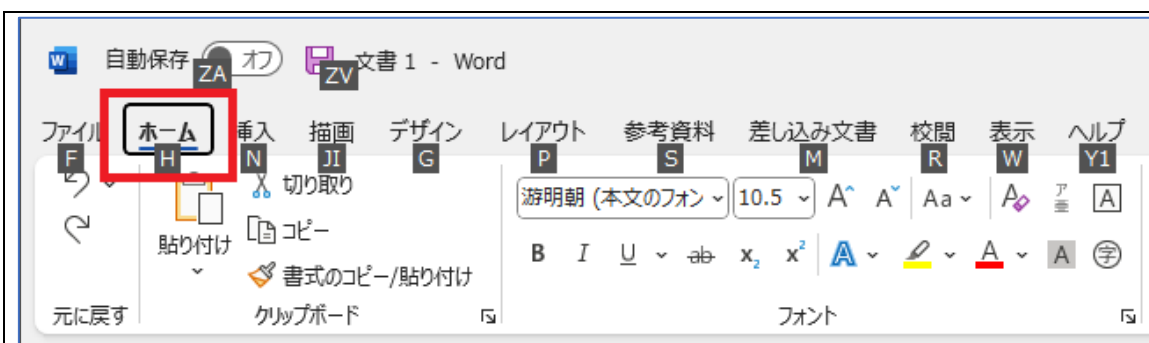 W 自動保存 オフ 文書 1 - Word
ZA ZV
ファイル ホーム 挿入 描画 デザイン レイアウト 参考資料 差し込み文書 校閲 表示 ヘルプ
F H N JI G P S M R W Y1
切り取り
コピー
貼り付け
書式のコピー/貼り付け
游明朝 (本文のフォン 10.5 A A Aa A ア亜 A
B I U ab x2 x2 A A A 字
元に戻す クリップボード フォント